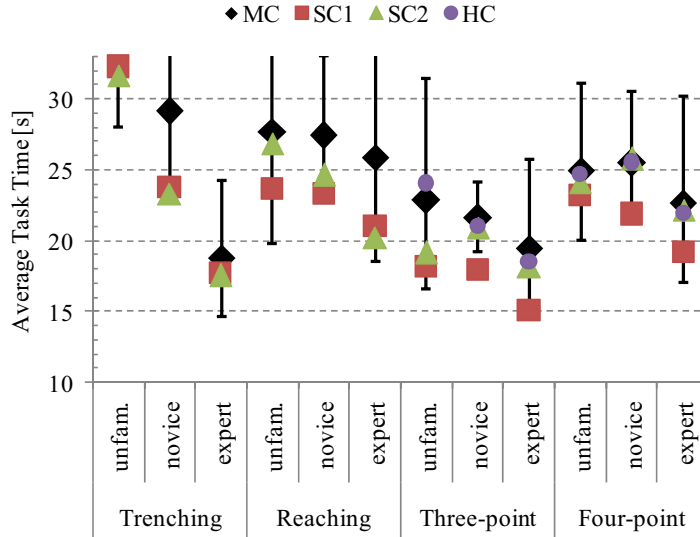 MC SC1 SC2 HC
Average Task Time [s]
30
25
20
15
10
unfam. novice expert unfam. novice expert unfam. novice expert unfam. novice expert
Trenching Reaching Three-point Four-point